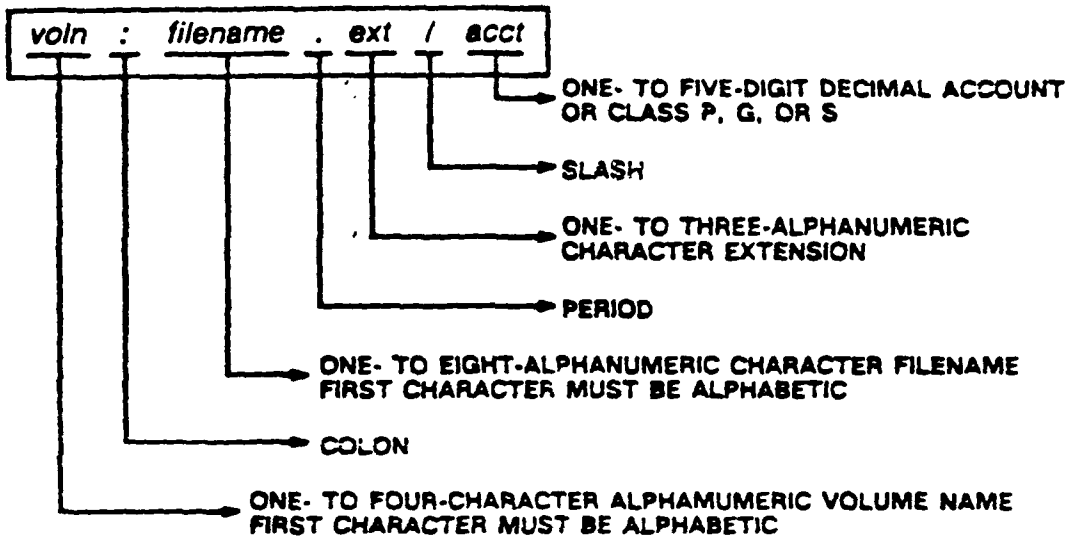 voln : filename . ext / acct
ONE- TO FIVE-DIGIT DECIMAL ACCOUNT
OR CLASS P, G, OR S
SLASH
ONE- TO THREE-ALPHANUMERIC
CHARACTER EXTENSION
PERIOD
ONE- TO EIGHT-ALPHANUMERIC CHARACTER FILENAME
FIRST CHARACTER MUST BE ALPHABETIC
COLON
ONE- TO FOUR-CHARACTER ALPHAMUMERIC VOLUME NAME
FIRST CHARACTER MUST BE ALPHABETIC